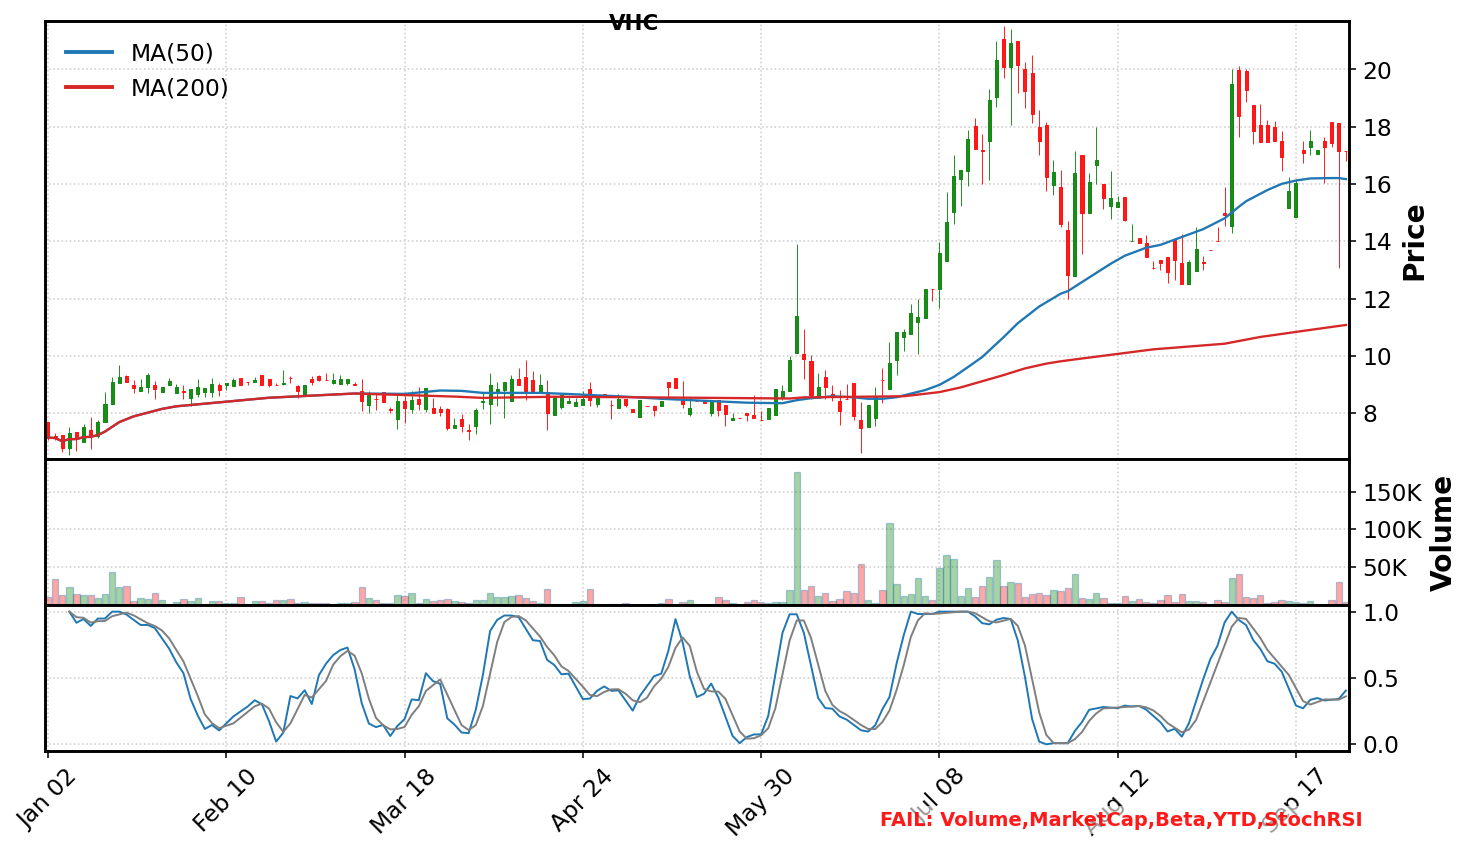 VHC
MA(50)
MA(200)
20
18
16
14
12
10
8
Price
150K
100K
50K
Volume
1.0
0.5
0.0
Jan 02
Feb 10
Mar 18
Apr 24
May 30
Jul 08
Aug 12
Sep 17
FAIL: Volume,MarketCap,Beta,YTD,StochRSI